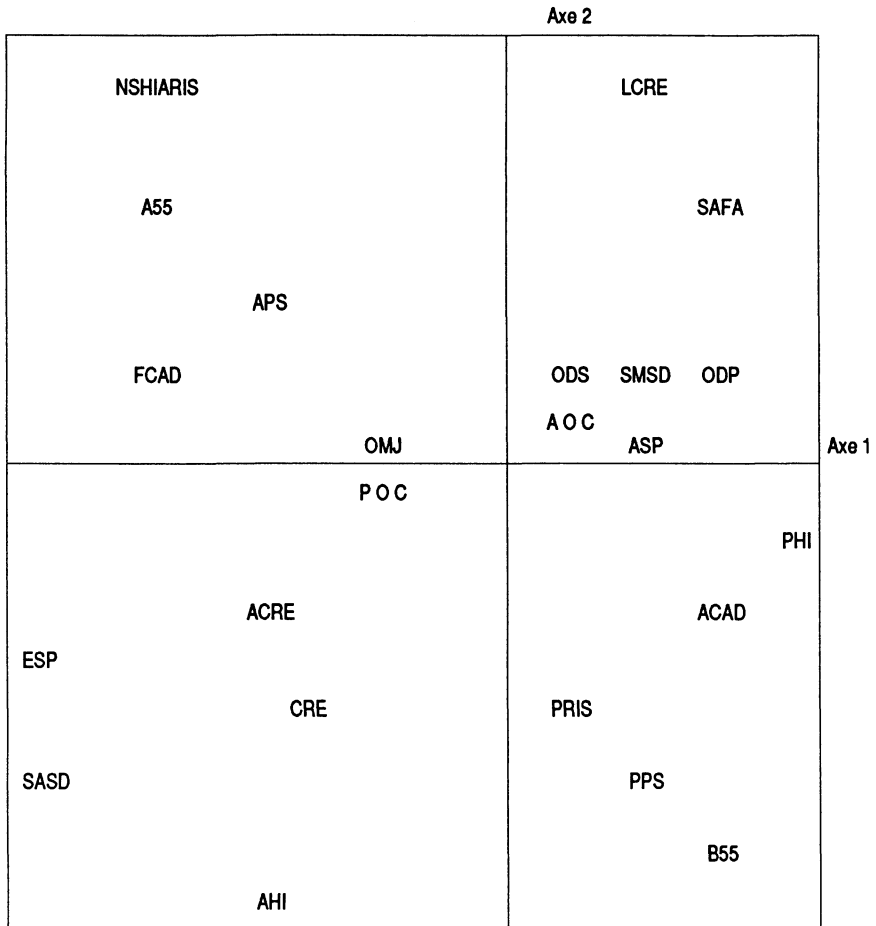 Axe 2
NSHIARIS LCRE
A55 SAFA
APS
FCAD ODS SMSD ODP
A O C
OMJ ASP Axe 1
P O C
PHI
ACRE ACAD
ESP
CRE PRIS
SASD PPS
B55
AHI